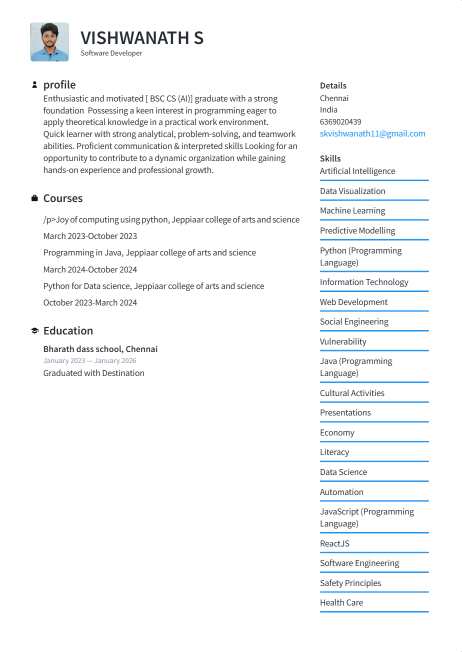 VISHWANATH S
Software Developer
profile
Enthusiastic and motivated [ BSC CS (AI)] graduate with a strong
foundation  Possessing a keen interest in programming eager to
apply theoretical knowledge in a practical work environment.
Quick learner with strong analytical, problem-solving, and teamwork
abilities. Proficient communication & interpreted skills Looking for an
opportunity to contribute to a dynamic organization while gaining
hands-on experience and professional growth.
Courses
/p>Joy of computing using python, Jeppiaar college of arts and science
March 2023-October 2023
Programming in Java, Jeppiaar college of arts and science
March 2024-October 2024
Python for Data science, Jeppiaar college of arts and science
October 2023-March 2024
Education
Bharath dass school, Chennai
January 2023 — January 2026
Graduated with Destination
Details
Chennai
India
6369020439
skvishwanath11@gmail.com
Skills
Artificial Intelligence
Data Visualization
Machine Learning
Predictive Modelling
Python (Programming
Language)
Information Technology
Web Development
Social Engineering
Vulnerability
Java (Programming
Language)
Cultural Activities
Presentations
Economy
Literacy
Data Science
Automation
JavaScript (Programming
Language)
ReactJS
Software Engineering
Safety Principles
Health Care